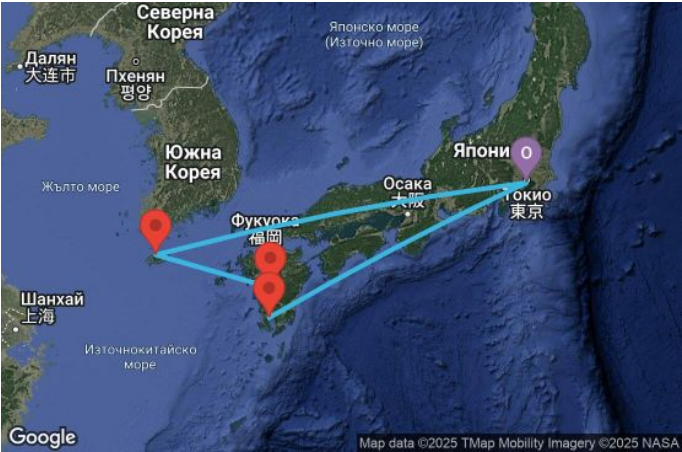 Северна
Корея
Японско море
(Източно море)
Далян
大连市
Пхенян
평양
Южна
Корея
Япони
O
Жълто море
Осака
大阪
Токио
東京
Фукуока
福岡
Шанхай
上海
Източнокитайско
море
Google
Map data ©2025 TMap Mobility Imagery ©2025 NASA